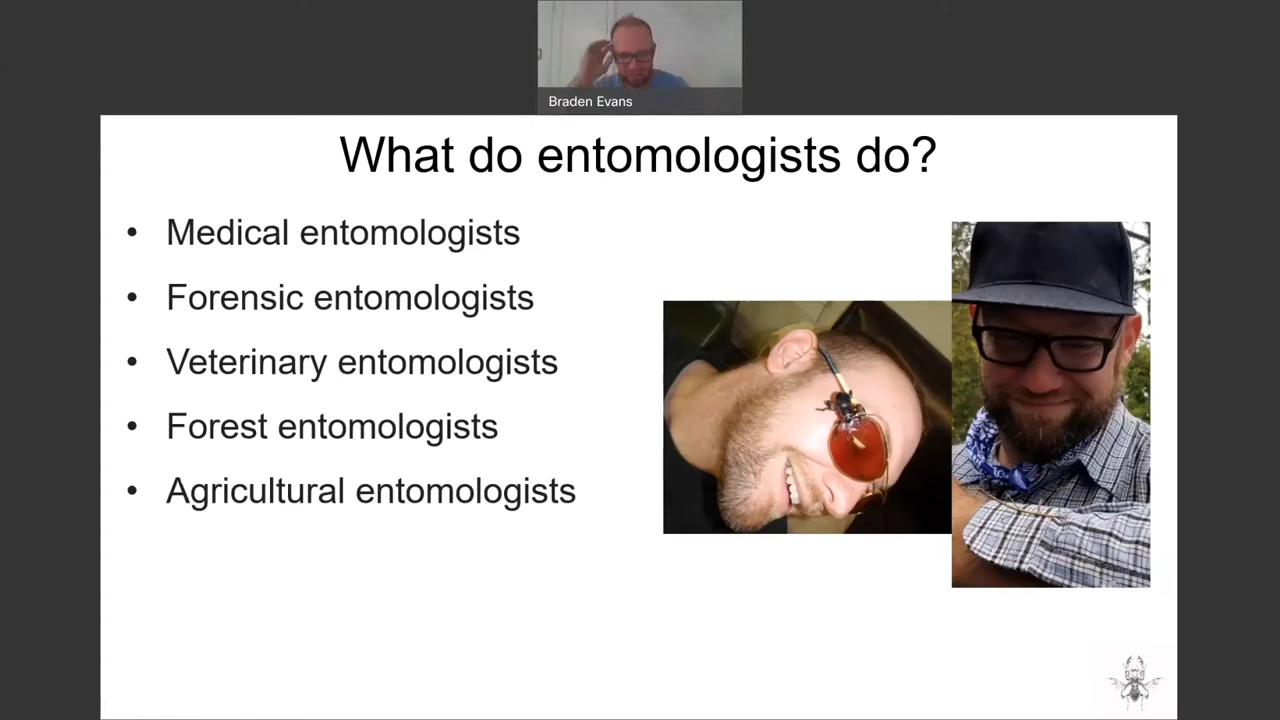 Braden Evans
What do entomologists do?
• Medical entomologists
• Forensic entomologists
• Veterinary entomologists
• Forest entomologists
• Agricultural entomologists